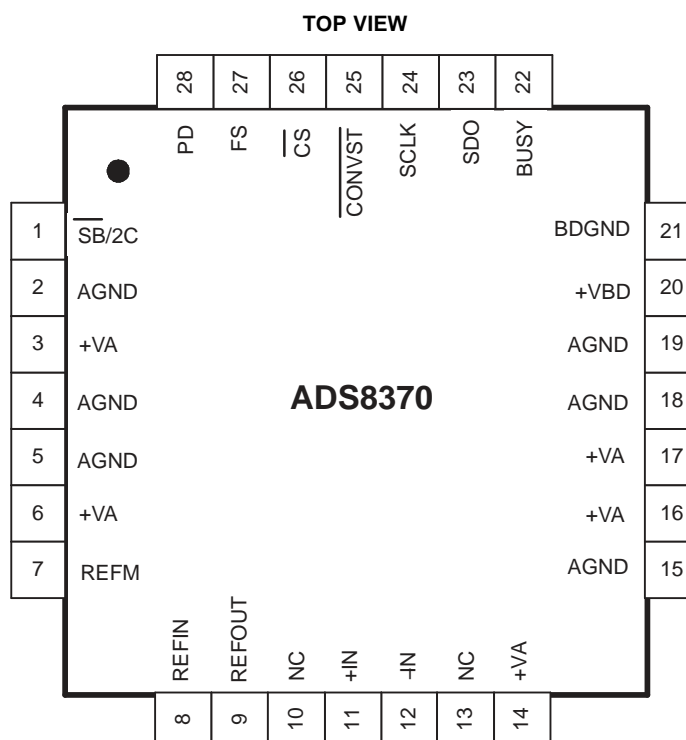 TOP VIEW
28 27 26 25 24 23 22
PD FS CS CONVST SCLK SDO BUSY
1 SB/2C BDGND 21
2 AGND +VBD 20
3 +VA AGND 19
4 AGND ADS8370 AGND 18
5 AGND +VA 17
6 +VA +VA 16
7 REFM AGND 15
REFIN REFOUT NC +IN -IN NC +VA
8 9 10 11 12 13 14